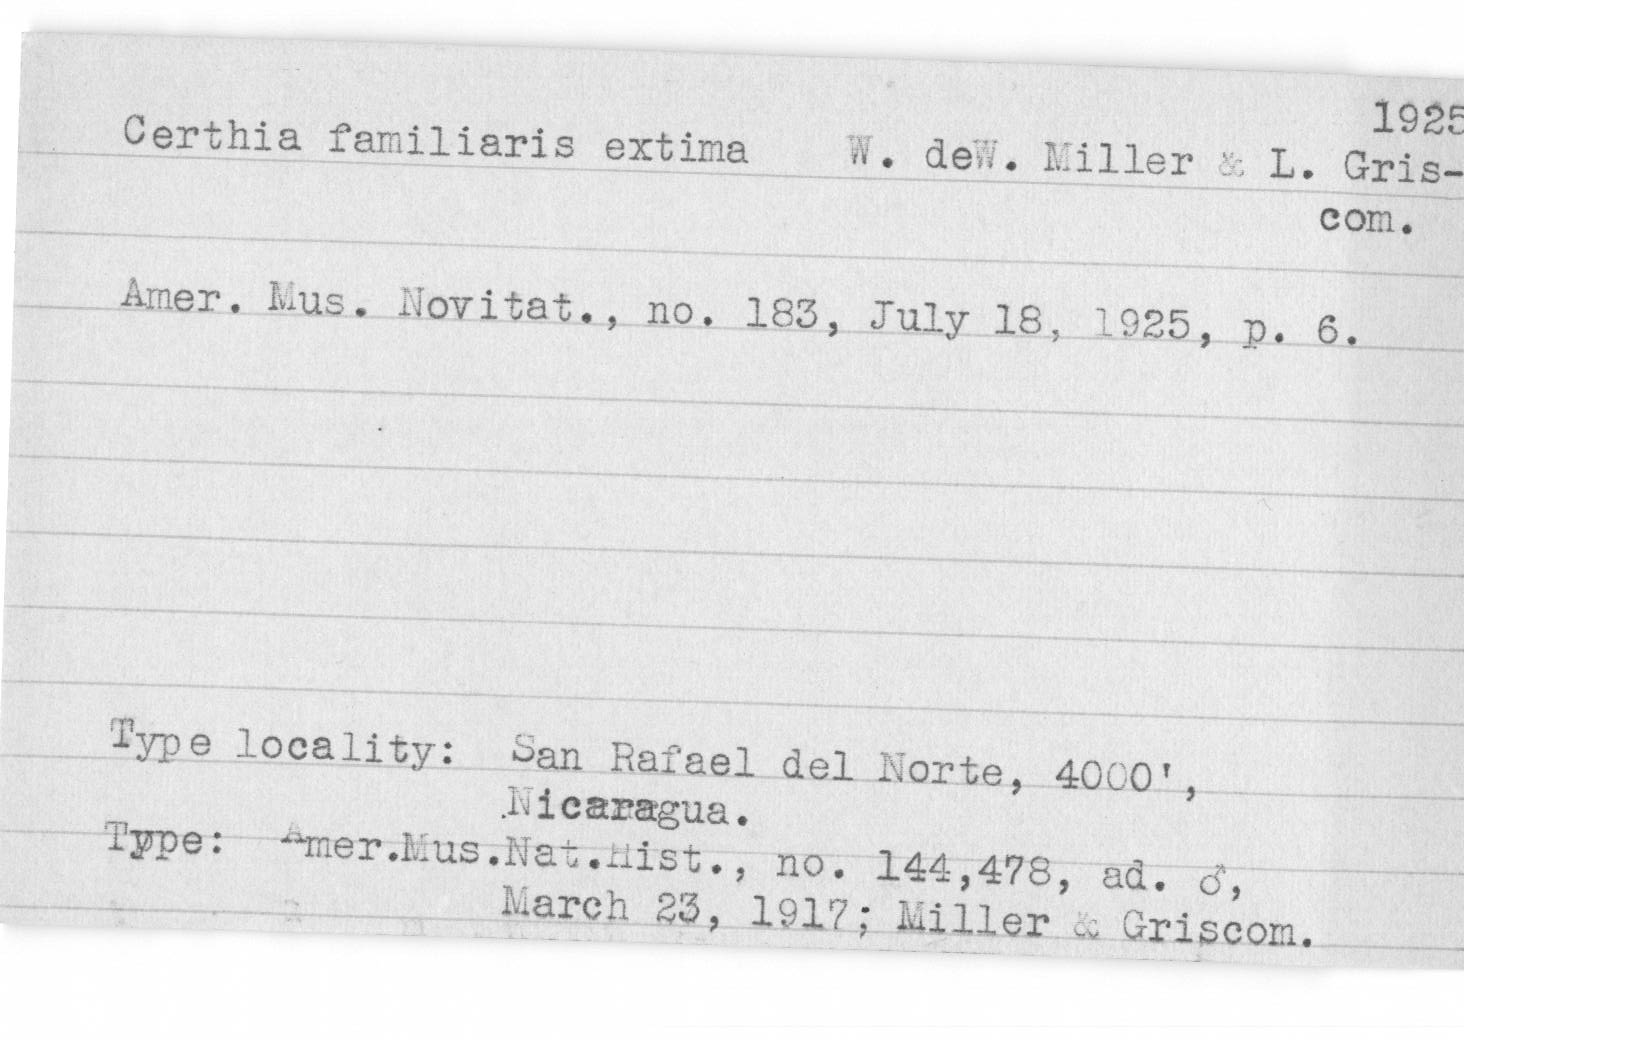 1925
Certhia familiaris extima W. deW. Miller & L. Gris-
com.
Amer. Mus. Novitat., no. 183, July 18, 1925, p. 6.
Type locality: San Rafael del Norte, 4000',
Nicaragua.
Type: Amer.Mus.Nat.Hist., no. 144,478, ad. ♂,
March 23, 1917; Miller & Griscom.